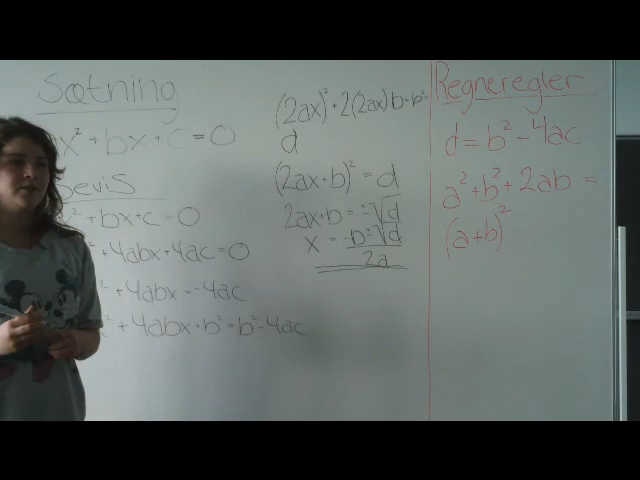 Sætning
x² + bx + c = 0
Bevis
² + bx + c = 0
² + 4abx + 4ac = 0
² + 4abx = -4ac
x² + 4abx + b² = b² - 4ac
(2ax)² + 2(2ax)b + b² =
d
(2ax + b)² = d
2ax + b = ±√d
x = -b ± √d
2a
Regneregler
d = b² - 4ac
a² + b² + 2ab =
(a + b)²